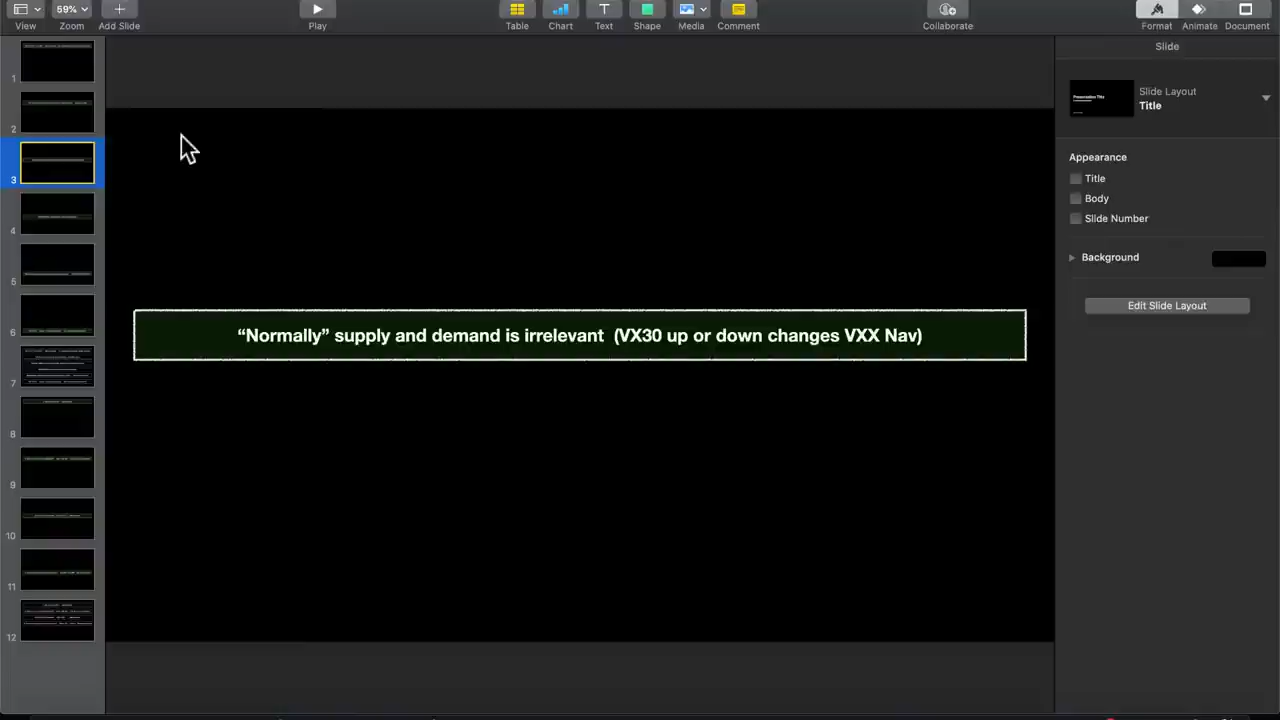 59%
View
Zoom
Add Slide
Play
Table
Chart
Text
Shape
Media
Comment
Collaborate
Format
Animate
Document
Slide
Slide Layout
Title
Appearance
Title
Body
Slide Number
Background
Edit Slide Layout
1
2
3
4
5
6
7
8
9
10
11
12
“Normally” supply and demand is irrelevant (VX30 up or down changes VXX Nav)